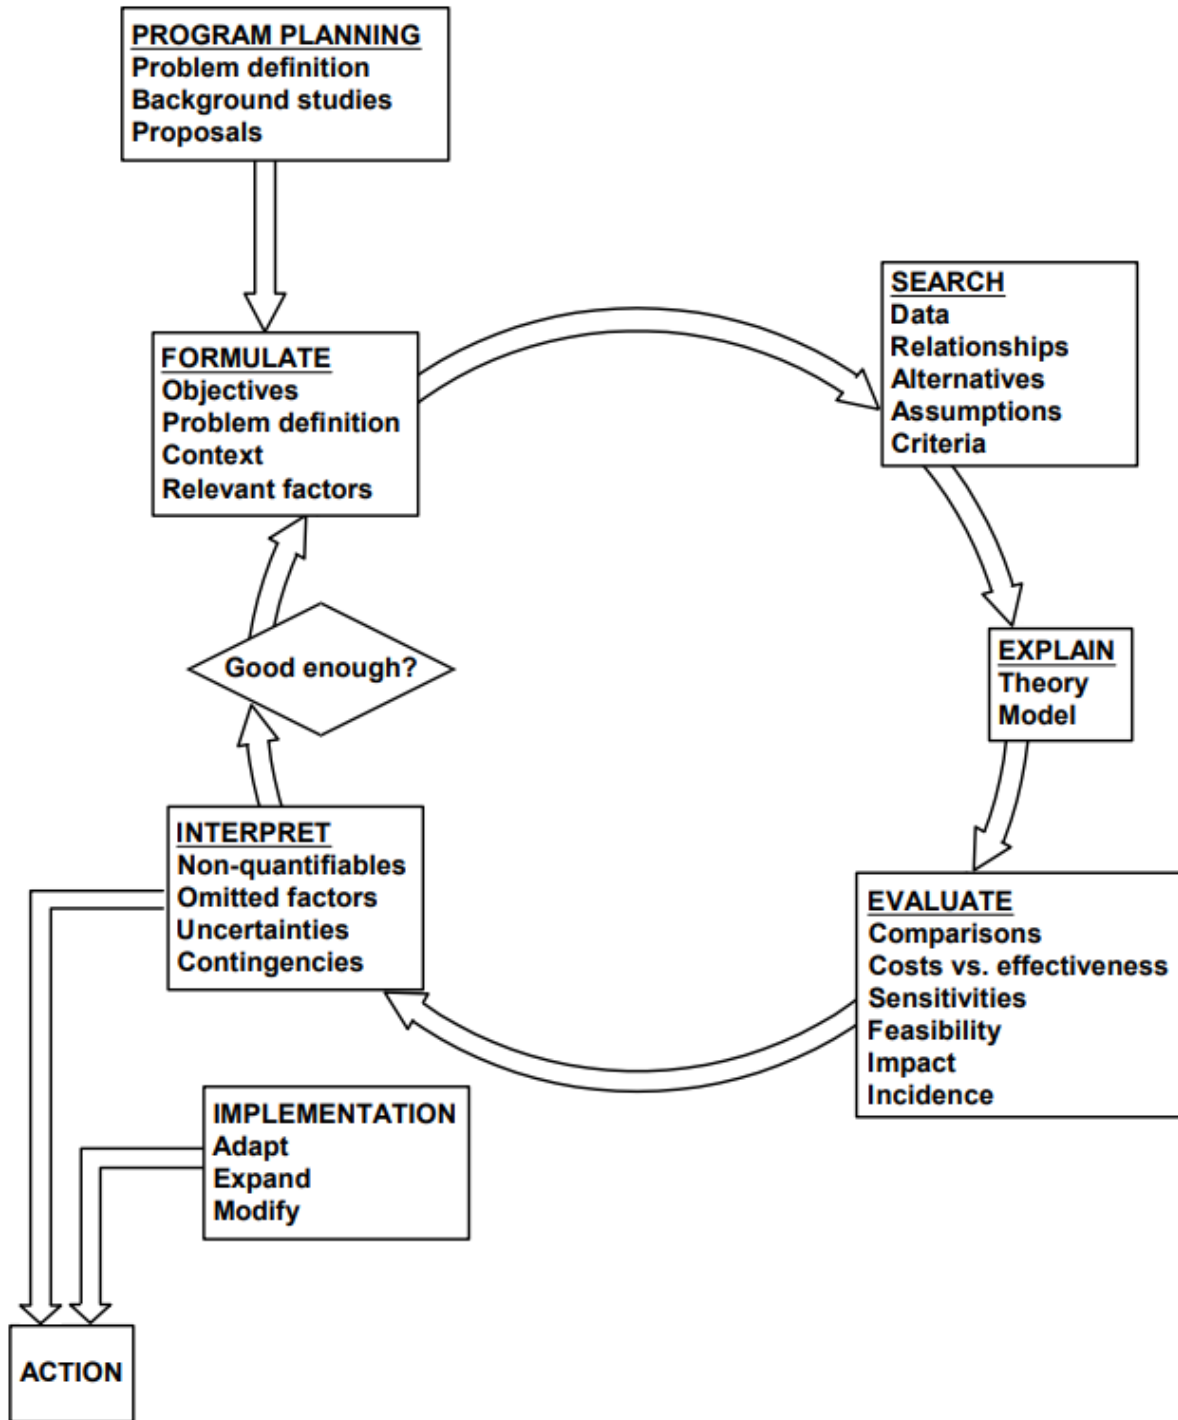 PROGRAM PLANNING
Problem definition
Background studies
Proposals
FORMULATE
Objectives
Problem definition
Context
Relevant factors
SEARCH
Data
Relationships
Alternatives
Assumptions
Criteria
EXPLAIN
Theory
Model
EVALUATE
Comparisons
Costs vs. effectiveness
Sensitivities
Feasibility
Impact
Incidence
INTERPRET
Non-quantifiables
Omitted factors
Uncertainties
Contingencies
Good enough?
IMPLEMENTATION
Adapt
Expand
Modify
ACTION